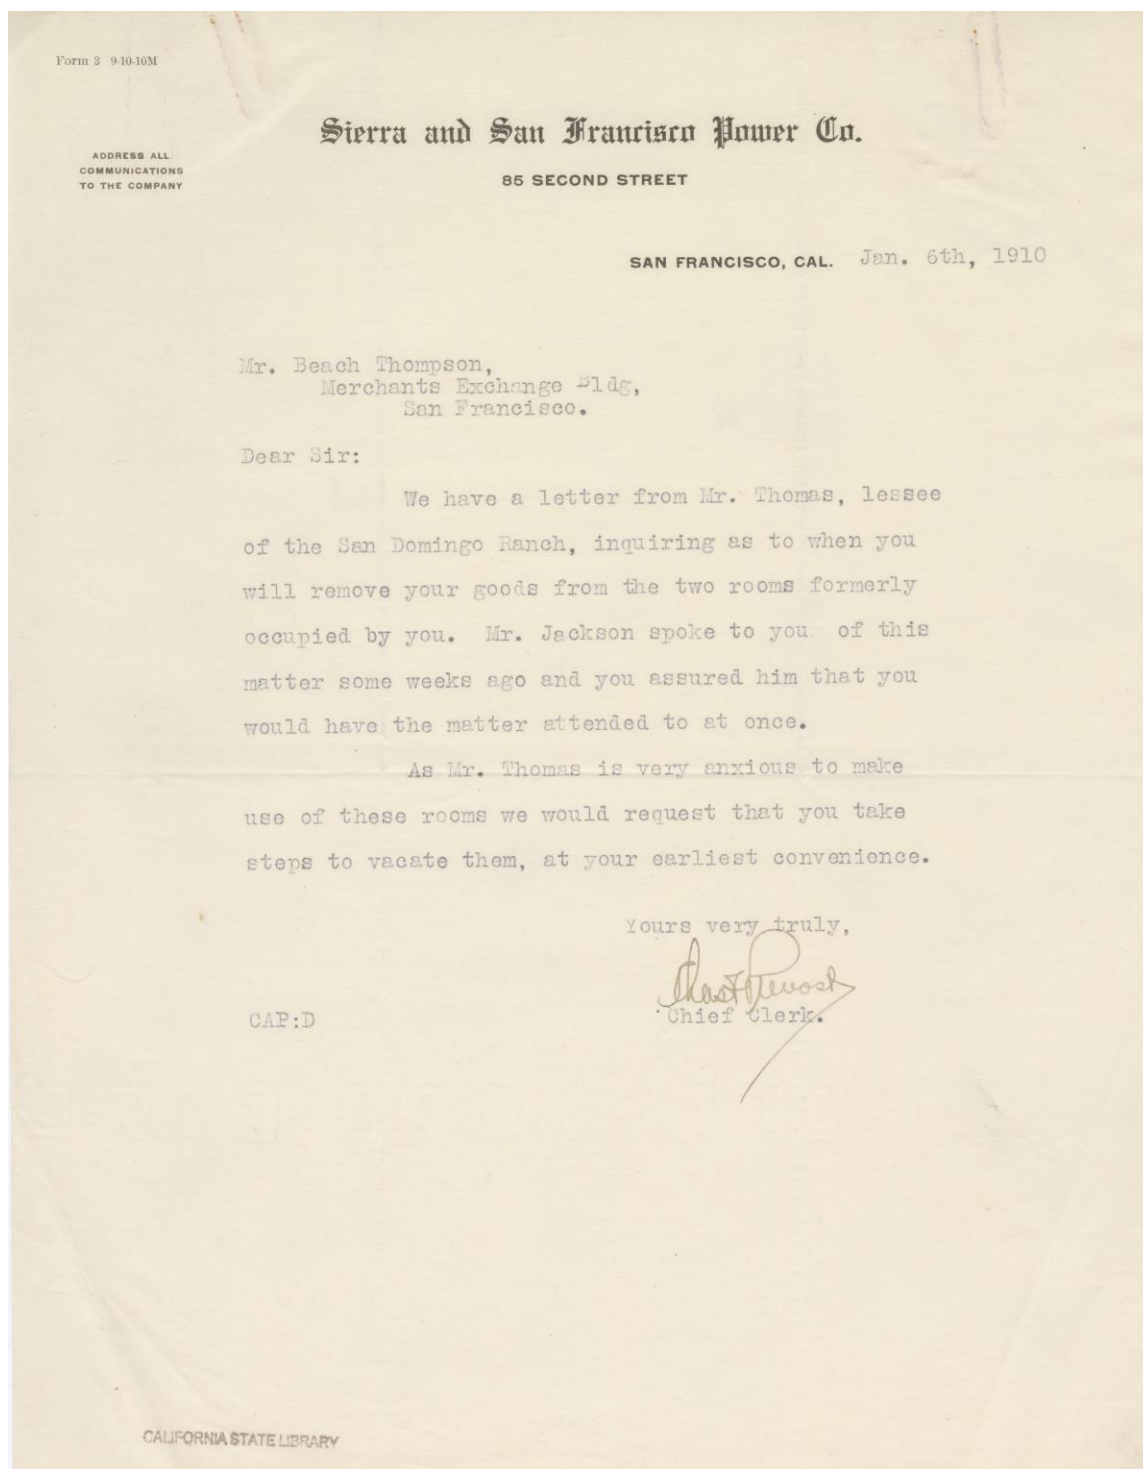 Form 3 9-10-10M
Sierra and San Francisco Power Co.
ADDRESS ALL
COMMUNICATIONS
TO THE COMPANY
85 SECOND STREET
SAN FRANCISCO, CAL. Jan. 6th, 1910
Mr. Beach Thompson,
Merchants Exchange Bldg,
San Francisco.
Dear Sir:
We have a letter from Mr. Thomas, lessee
of the San Domingo Ranch, inquiring as to when you
will remove your goods from the two rooms formerly
occupied by you. Mr. Jackson spoke to you of this
matter some weeks ago and you assured him that you
would have the matter attended to at once.
As Mr. Thomas is very anxious to make
use of these rooms we would request that you take
steps to vacate them, at your earliest convenience.
Yours very truly,
Prevost
Chief Clerk.
CAP:D
CALIFORNIA STATE LIBRARY